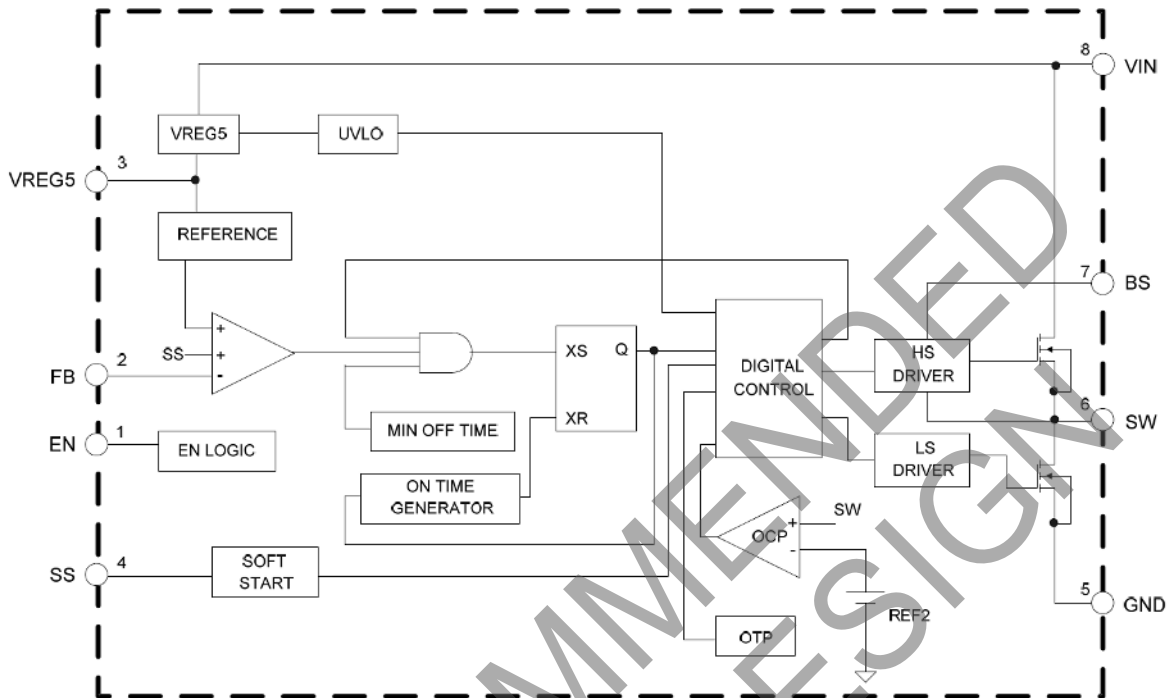 8
VIN
VREG5
UVLO
3
VREG5
REFERENCE
7
BS
+
SS
+
-
2
FB
XS
Q
XR
DIGITAL
CONTROL
HS
DRIVER
6
SW
MIN OFF TIME
1
EN
EN LOGIC
LS
DRIVER
ON TIME
GENERATOR
+
SW
OCP
-
4
SS
SOFT
START
5
GND
REF2
OTP
MMENDED
ESIGN